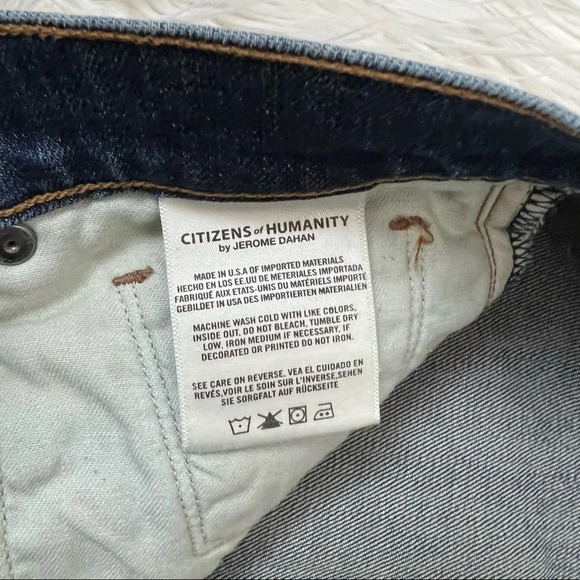 CITIZENS of HUMANITY
by JEROME DAHAN
MADE IN U.S.A OF IMPORTED MATERIALS
HECHO EN LOS EE.UU DE METERIALES IMPORTADA
FABRIQUÉ AUX ETATS-UNIS DU MATÉRIELS IMPORTÉ
GEBILDET IN USA DES IMPORTIERTEN MATERIALIEN
MACHINE WASH COLD WITH LIKE COLORS,
INSIDE OUT. DO NOT BLEACH, TUMBLE DRY
LOW. IRON MEDIUM IF NECESSARY, IF
DECORATED OR PRINTED DO NOT IRON.
SEE CARE ON REVERSE. VEA EL CUIDADO EN
REVÉS,VOIR LE SOIN SUR L'INVERSE,SEHEN
SIE SORGFALT AUF RÜCKSEITE